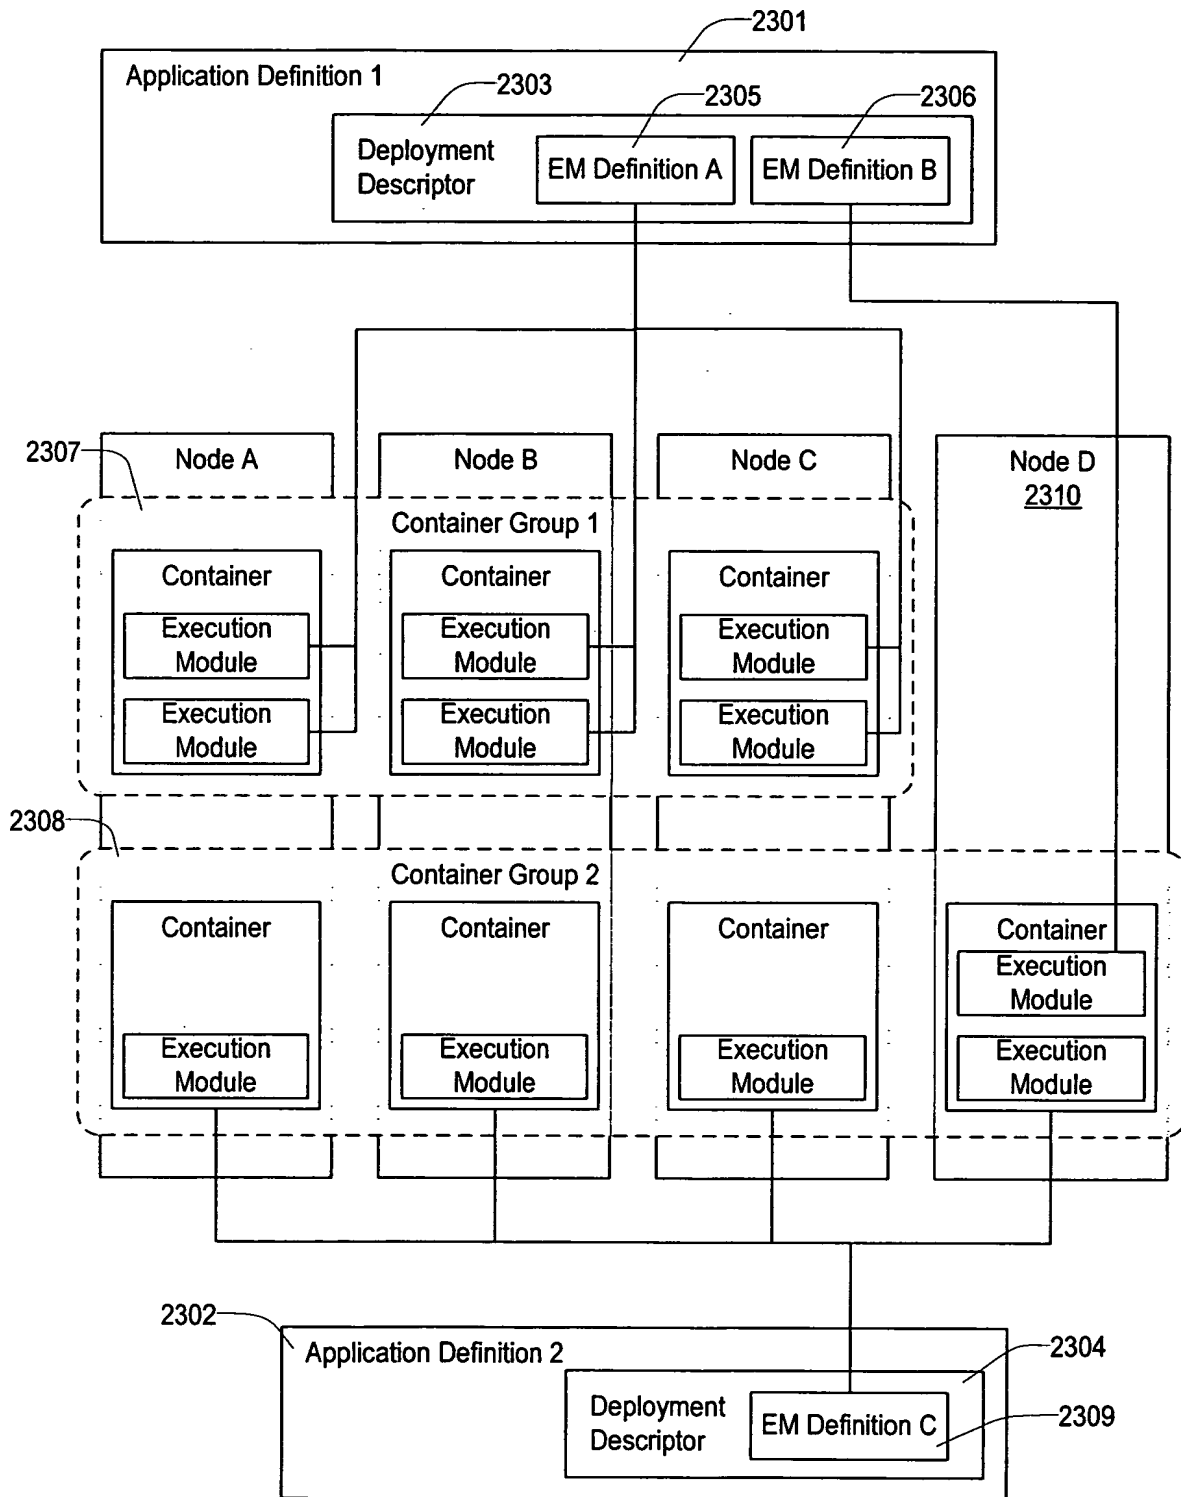 2301
Application Definition 1
2303
2305
2306
Deployment
Descriptor
EM Definition A
EM Definition B
2307
Node A
Node B
Node C
Node D
2310
Container Group 1
Container
Container
Container
Execution
Module
Execution
Module
Execution
Module
Execution
Module
Execution
Module
Execution
Module
2308
Container Group 2
Container
Container
Container
Container
Execution
Module
Execution
Module
Execution
Module
Execution
Module
Execution
Module
2302
Application Definition 2
2304
Deployment
Descriptor
EM Definition C
2309